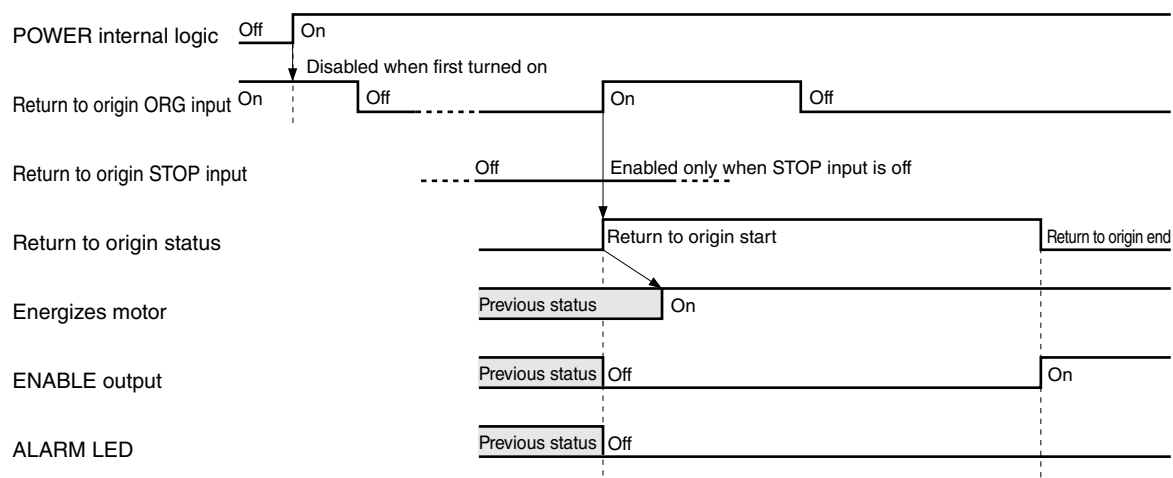 POWER internal logic Off On
Disabled when first turned on
Return to origin ORG input On Off On Off
Return to origin STOP input Off Enabled only when STOP input is off
Return to origin status Return to origin start Return to origin end
Energizes motor Previous status On
ENABLE output Previous status Off On
ALARM LED Previous status Off